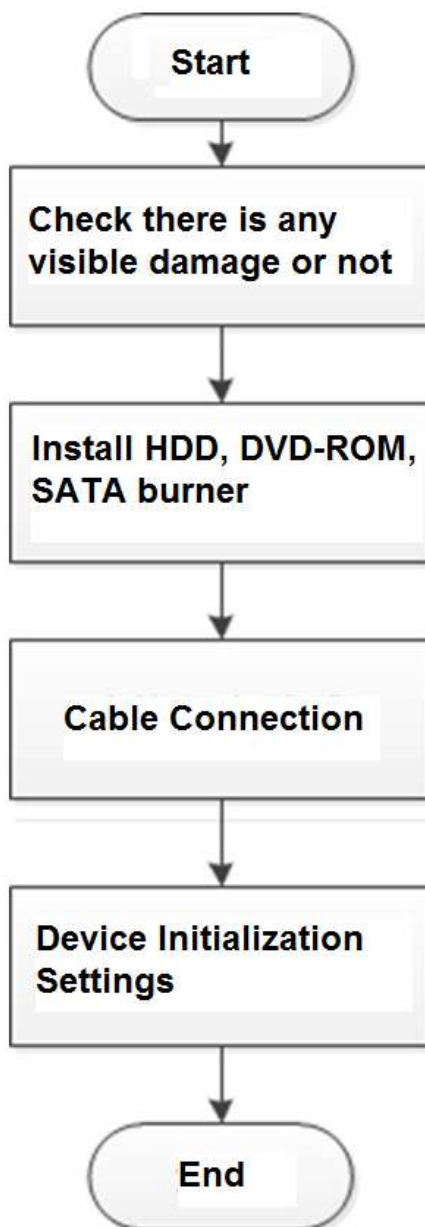 Start
Check there is any
visible damage or not
Install HDD, DVD-ROM,
SATA burner
Cable Connection
Device Initialization
Settings
End